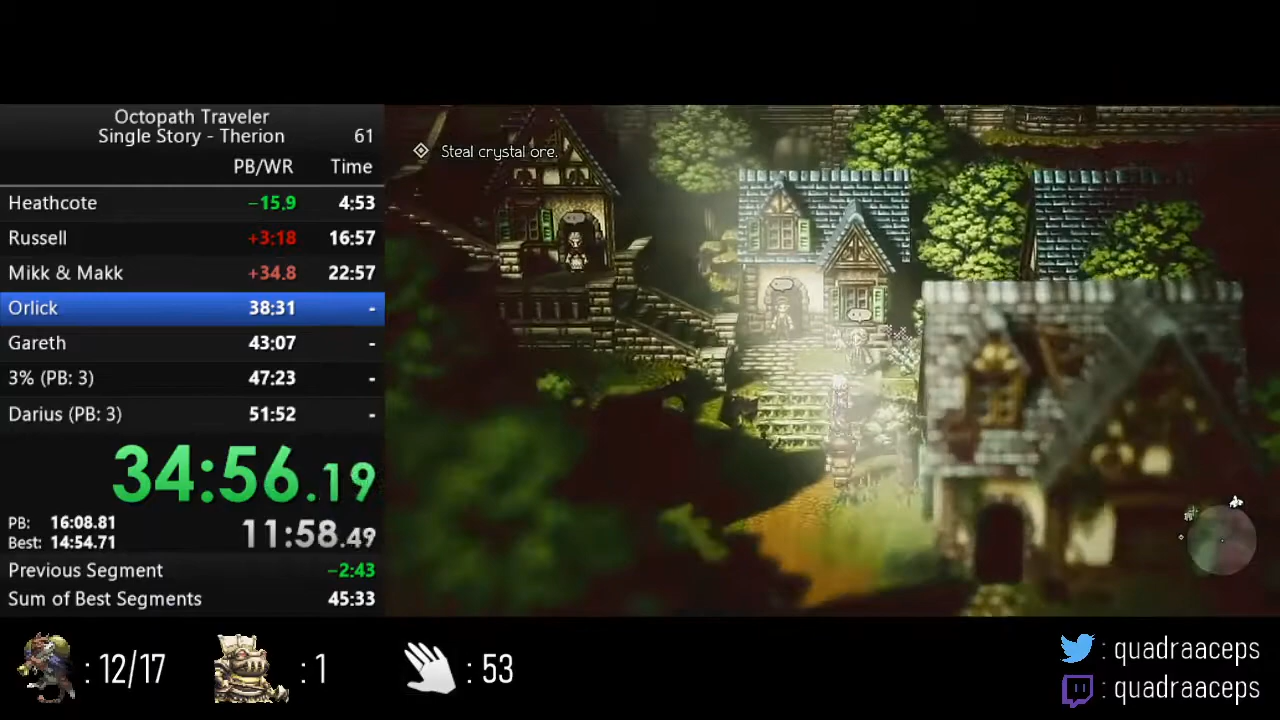 Octopath Traveler
Single Story - Therion 61
PB/WR Time
Heathcote −15.9 4:53
Russell +3:18 16:57
Mikk & Makk +34.8 22:57
Orlick 38:31 -
Gareth 43:07 -
3% (PB: 3) 47:23 -
Darius (PB: 3) 51:52 -
34:56.19
PB: 16:08.81
Best: 14:54.71
11:58.49
Previous Segment −2:43
Sum of Best Segments 45:33
Steal crystal ore.
: 12/17
: 1
: 53
: quadraaceps
: quadraaceps